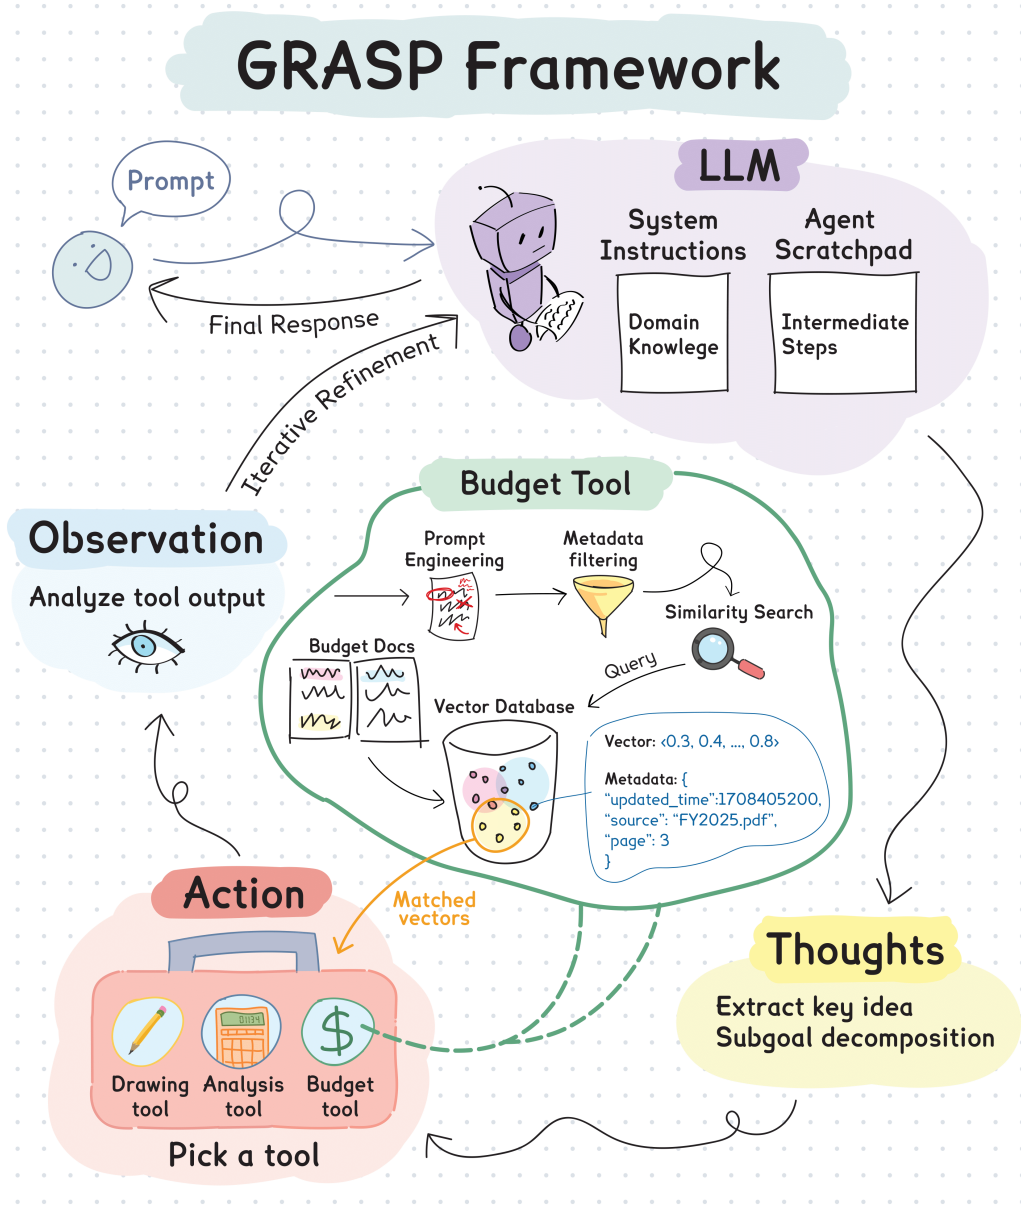 GRASP Framework
Prompt
LLM
System
Instructions
Agent
Scratchpad
Domain
Knowlege
Intermediate
Steps
Final Response
Iterative Refinement
Observation
Analyze tool output
Budget Tool
Prompt
Engineering
Metadata
filtering
Similarity Search
Budget Docs
Query
Vector Database
Vector: <0.3, 0.4, ..., 0.8>
Metadata: {
“updated_time”:1708405200,
“source”: “FY2025.pdf”,
“page”: 3
}
Matched
vectors
Action
01134
Drawing
tool
Analysis
tool
Budget
tool
$
Pick a tool
Thoughts
Extract key idea
Subgoal decomposition